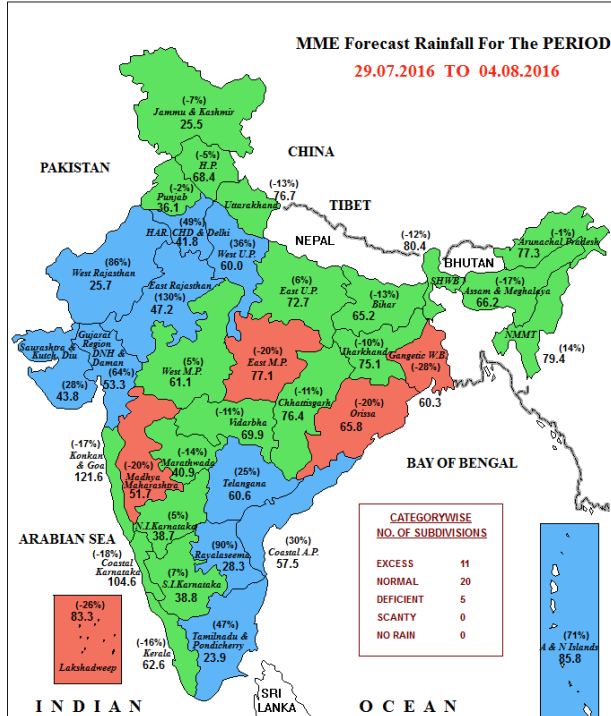 MME Forecast Rainfall For The PERIOD
29.07.2016 TO 04.08.2016
(-7%)
Jammu & Kashmir
25.5
CHINA
PAKISTAN
(-5%)
H.P.
68.4
(-2%)
Punjab
36.1
(-13%)
76.7
Uttarakhand
TIBET
(49%)
HAR. CHD & Delhi
41.8
(36%)
West U.P.
60.0
NEPAL
(-12%)
80.4
(-1%)
Arunachal Pradesh
77.3
BHUTAN
(86%)
West Rajasthan
25.7
East Rajasthan
(130%)
47.2
(6%)
East U.P.
72.7
(-13%)
Bihar
65.2
SHWB
(-17%)
Assam & Meghalaya
66.2
NMMT
(14%)
79.4
Saurashtra &
Kutch, Diu
(28%)
43.8
Gujarat
Region
DNH &
Daman
(64%)
53.3
(5%)
West M.P.
61.1
(-20%)
East M.P.
77.1
(-10%)
Jharkhand
75.1
Gangetic W.B.
(-28%)
60.3
(-11%)
Chhattisgarh
76.4
(-20%)
Orissa
65.8
(-11%)
Vidarbha
69.9
(-17%)
Konkan
& Goa
121.6
(-20%)
Madhya
Maharashtra
51.7
(-14%)
Marathwada
40.9
(25%)
Telangana
60.6
BAY OF BENGAL
ARABIAN SEA
(5%)
N.I.Karnataka
38.7
(90%)
Rayalaseema
28.3
(30%)
Coastal A.P.
57.5
(-18%)
Coastal
Karnataka
104.6
(7%)
S.I.Karnataka
38.8
CATEGORYWISE
NO. OF SUBDIVISIONS
EXCESS 11
NORMAL 20
DEFICIENT 5
SCANTY 0
NO RAIN 0
(-26%)
83.3
Lakshadweep
(-16%)
Kerala
62.6
(47%)
Tamilnadu &
Pondicherry
23.9
(71%)
A & N Islands
85.8
SRI
LANKA
INDIAN OCEAN